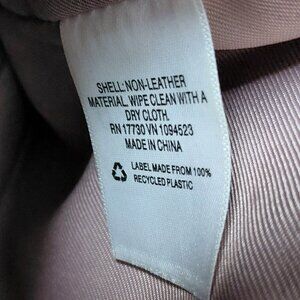 SHELL: NON-LEATHER
MATERIAL. WIPE CLEAN WITH A
DRY CLOTH.
RN 17730 VN 1094523
MADE IN CHINA
LABEL MADE FROM 100%
RECYCLED PLASTIC